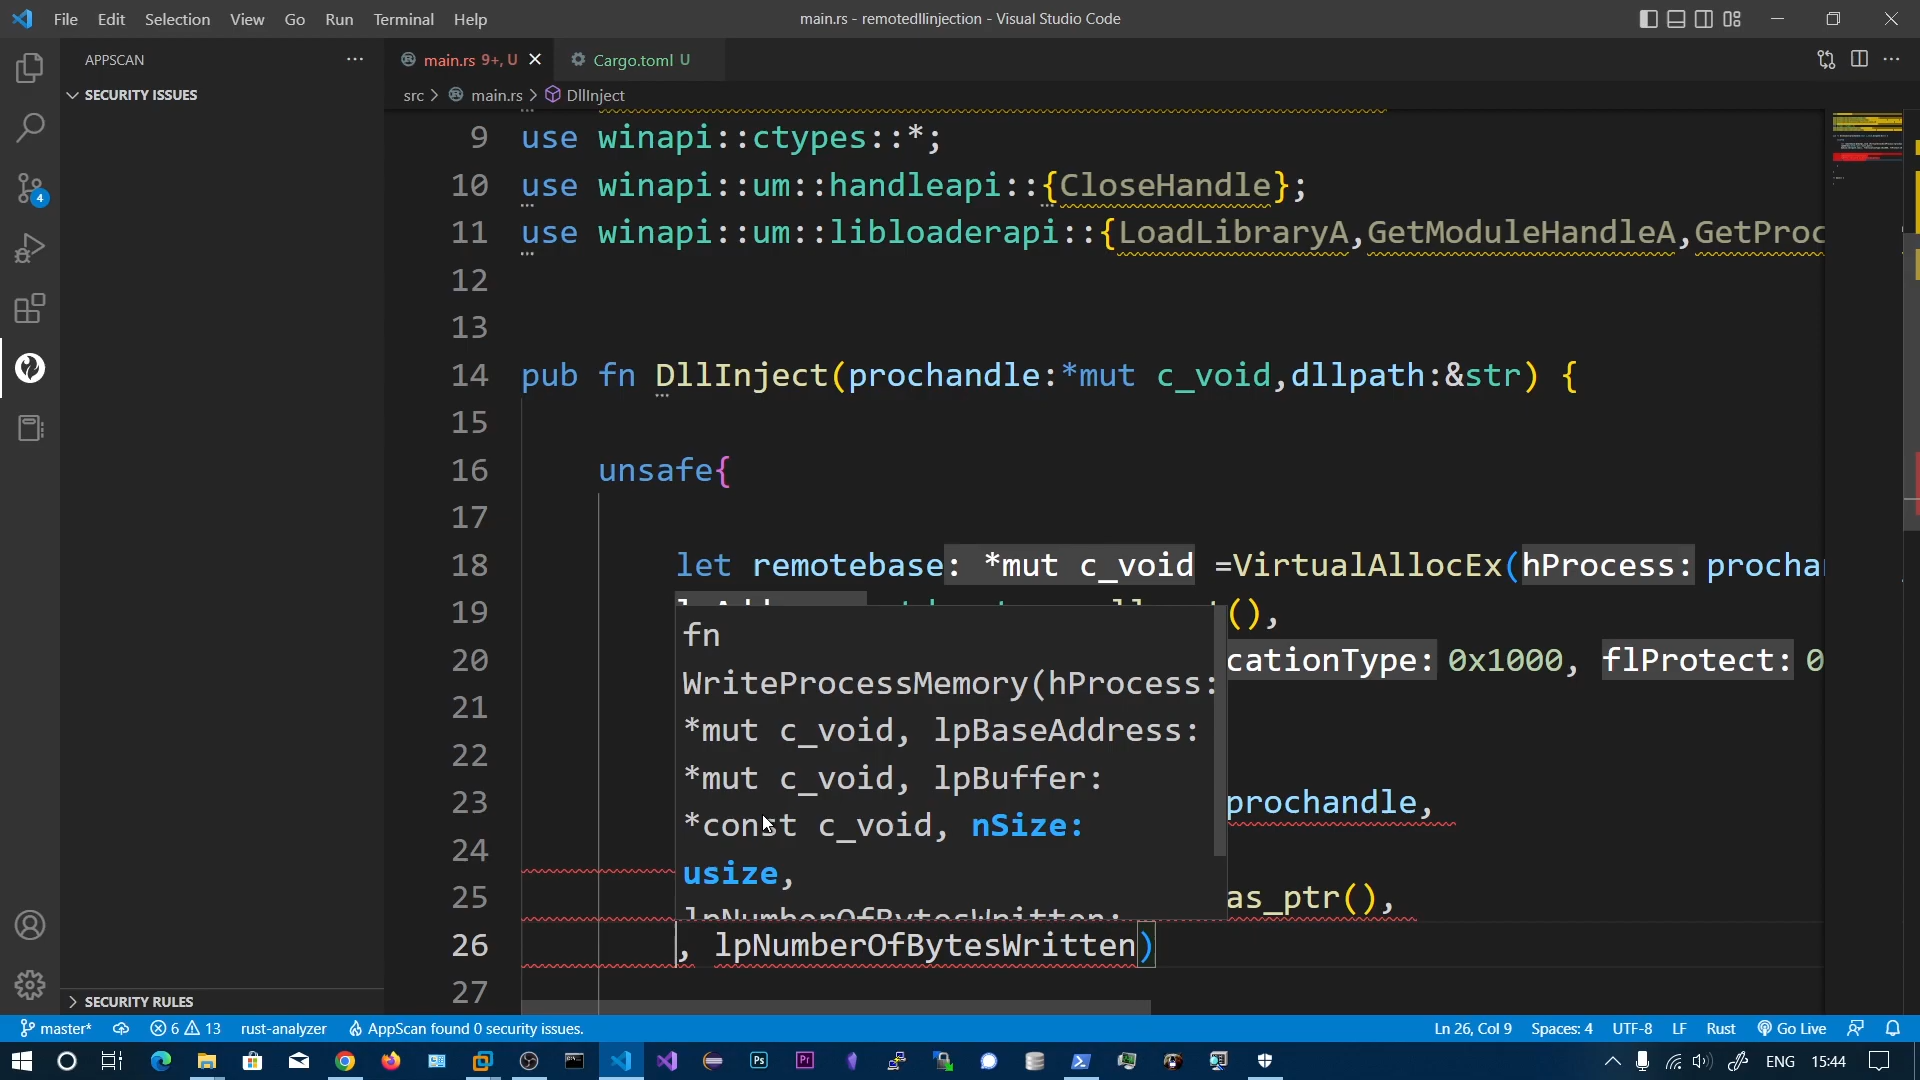 File Edit Selection View Go Run Terminal Help
main.rs - remotedllinjection - Visual Studio Code
APPSCAN
SECURITY ISSUES
main.rs 9+, U
Cargo.toml U
src > main.rs > DllInject
9 use winapi::ctypes::*;
10 use winapi::um::handleapi::{CloseHandle};
11 use winapi::um::libloaderapi::{LoadLibraryA,GetModuleHandleA,GetProc
12
13
14 pub fn DllInject(prochandle:*mut c_void,dllpath:&str) {
15
16 unsafe{
17
18 let remotebase: *mut c_void =VirtualAllocEx(hProcess: procha
19 (),
20 cationType: 0x1000, flProtect: 0
21
22
23 prochandle,
24
25 as_ptr(),
26 , lpNumberOfBytesWritten)
27
fn
WriteProcessMemory(hProcess:
*mut c_void, lpBaseAddress:
*mut c_void, lpBuffer:
*const c_void, nSize:
usize,
lpNumberOfBytesWritten:
SECURITY RULES
4
master* 6 13 rust-analyzer AppScan found 0 security issues.
Ln 26, Col 9 Spaces: 4 UTF-8 LF Rust Go Live
Ps Pr
ENG 15:44